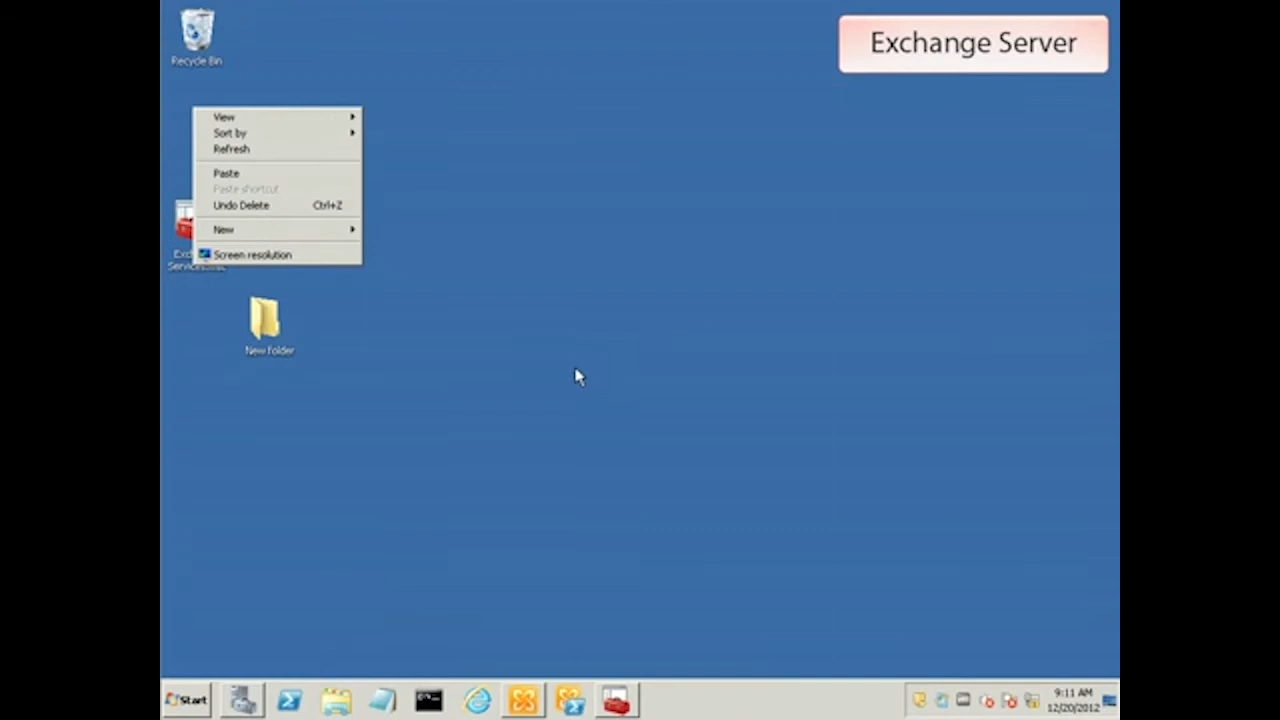 Recycle Bin
Exchange Server
View
Sort by
Refresh
Paste
Paste shortcut
Undo Delete Ctrl+Z
New
Screen resolution
New folder
Start
9:11 AM
12/20/2012